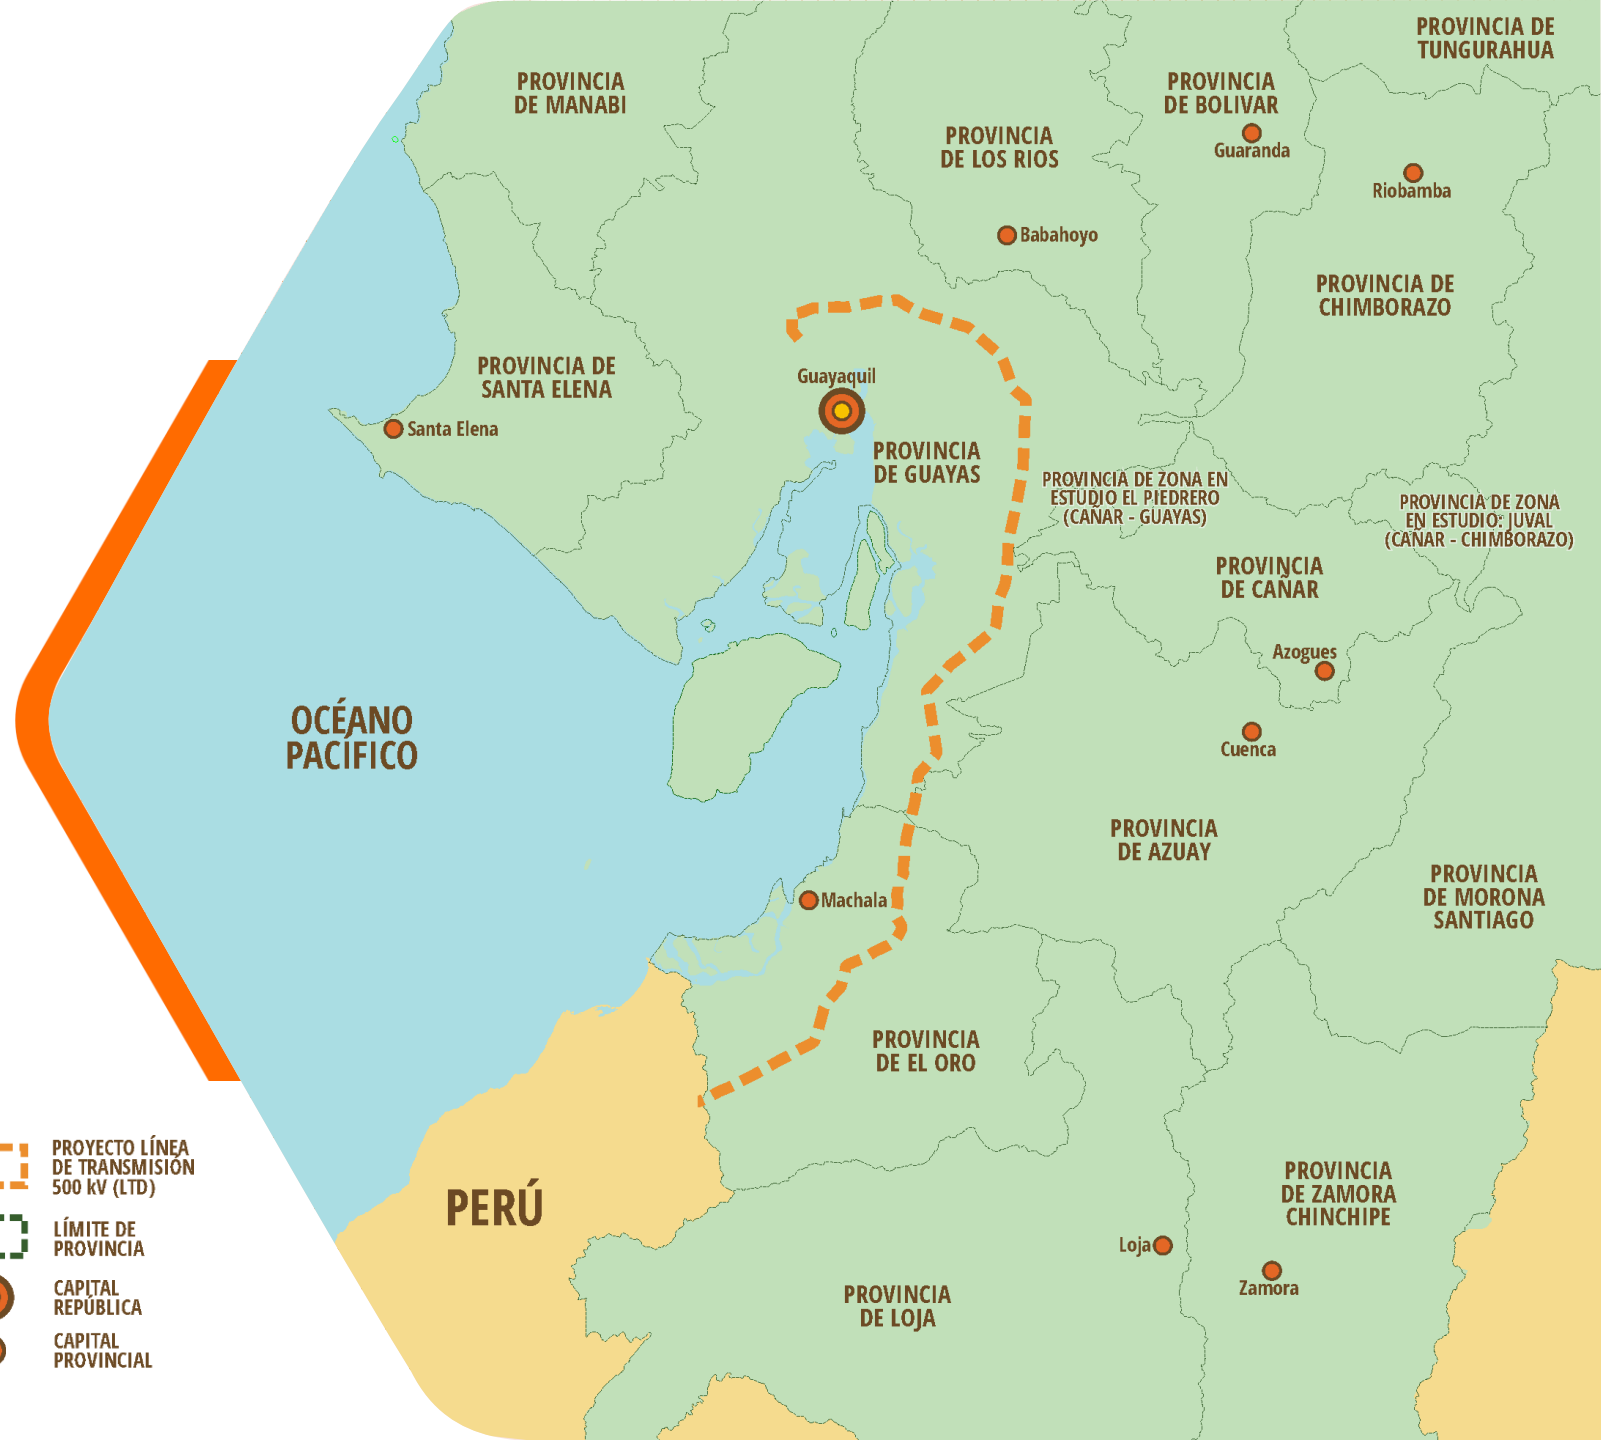 PROVINCIA DE
TUNGURAHUA
PROVINCIA
DE MANABI
PROVINCIA
DE BOLIVAR
Guaranda
PROVINCIA
DE LOS RIOS
Riobamba
Babahoyo
PROVINCIA DE
CHIMBORAZO
PROVINCIA DE
SANTA ELENA
Guayaquil
Santa Elena
PROVINCIA
DE GUAYAS
PROVINCIA DE ZONA EN
ESTUDIO EL PIEDRERO
(CAÑAR - GUAYAS)
PROVINCIA DE ZONA
EN ESTUDIO: JUVAL
(CAÑAR - CHIMBORAZO)
PROVINCIA
DE CAÑAR
Azogues
OCÉANO
PACÍFICO
Cuenca
PROVINCIA
DE AZUAY
PROVINCIA
DE MORONA
SANTIAGO
Machala
PROVINCIA
DE EL ORO
PROYECTO LÍNEA
DE TRANSMISIÓN
500 kV (LTD)
PERÚ
PROVINCIA
DE ZAMORA
CHINCHIPE
LÍMITE DE
PROVINCIA
Loja
Zamora
CAPITAL
REPÚBLICA
PROVINCIA
DE LOJA
CAPITAL
PROVINCIAL